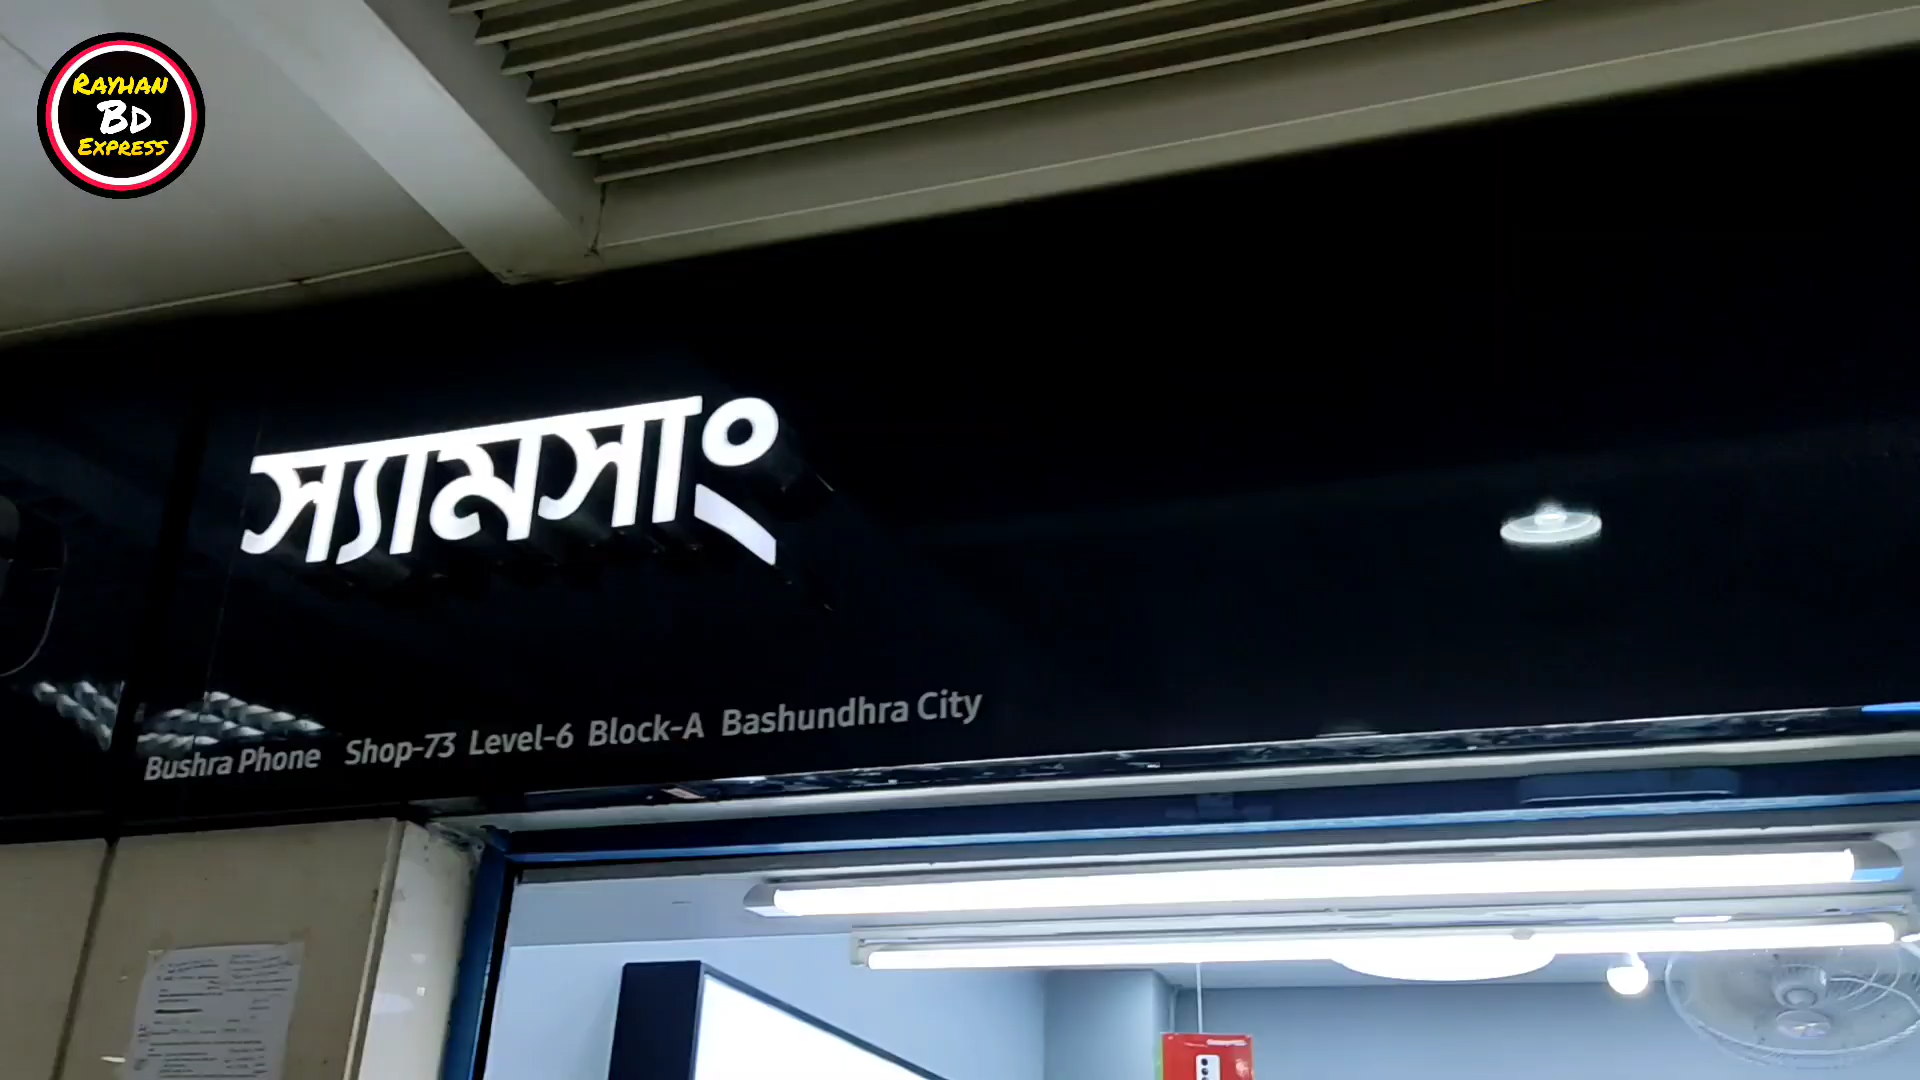 RAYHAN
BD
EXPRESS
স্যামসাং
Bushra Phone Shop-73 Level-6 Block-A Bashundhra City